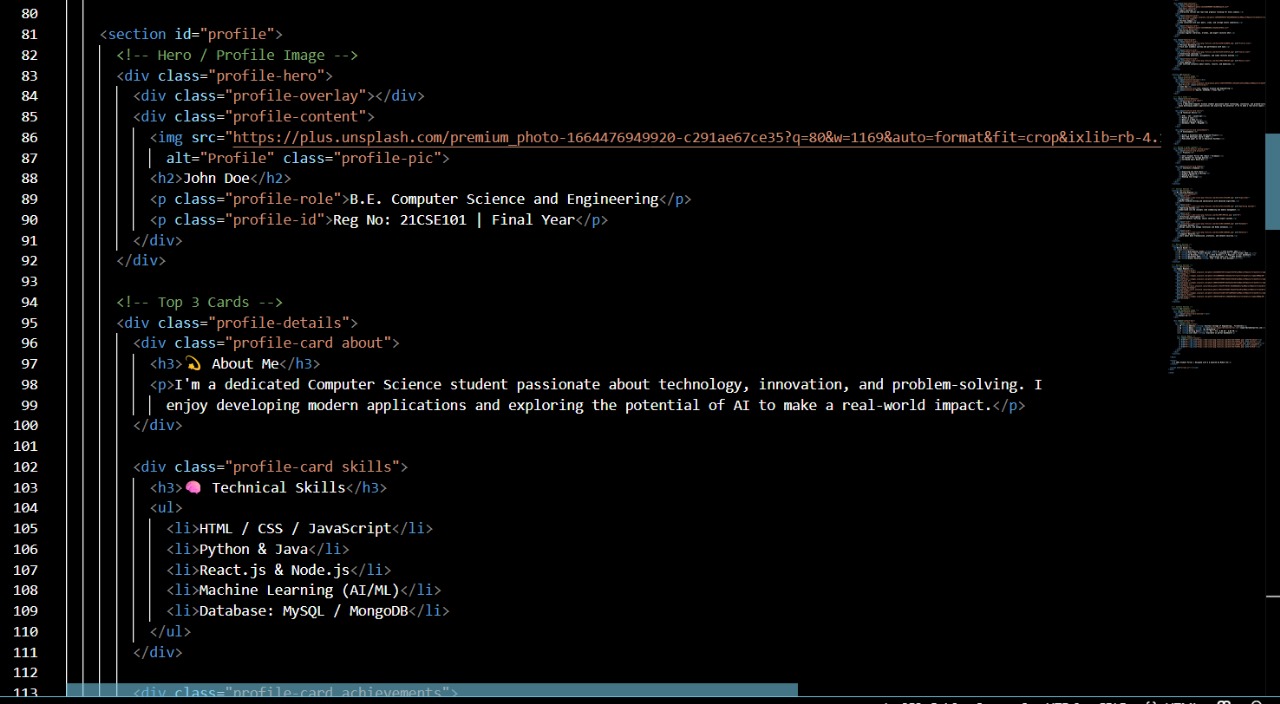 80
81 <section id="profile">
82 <!-- Hero / Profile Image -->
83 <div class="profile-hero">
84 <div class="profile-overlay"></div>
85 <div class="profile-content">
86 <img src="https://plus.unsplash.com/premium_photo-1664476949920-c291ae67ce35?q=80&w=1169&auto=format&fit=crop&ixlib=rb-4.
87 alt="Profile" class="profile-pic">
88 <h2>John Doe</h2>
89 <p class="profile-role">B.E. Computer Science and Engineering</p>
90 <p class="profile-id">Reg No: 21CSE101 | Final Year</p>
91 </div>
92 </div>
93
94 <!-- Top 3 Cards -->
95 <div class="profile-details">
96 <div class="profile-card about">
97 <h3>💫 About Me</h3>
98 <p>I'm a dedicated Computer Science student passionate about technology, innovation, and problem-solving. I
99 enjoy developing modern applications and exploring the potential of AI to make a real-world impact.</p>
100 </div>
101
102 <div class="profile-card skills">
103 <h3>🧠 Technical Skills</h3>
104 <ul>
105 <li>HTML / CSS / JavaScript</li>
106 <li>Python & Java</li>
107 <li>React.js & Node.js</li>
108 <li>Machine Learning (AI/ML)</li>
109 <li>Database: MySQL / MongoDB</li>
110 </ul>
111 </div>
112
113 <div class="profile-card achievements">